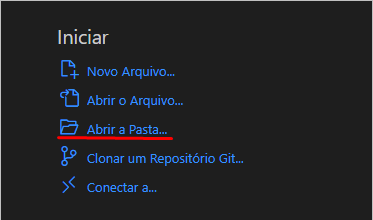 Iniciar
Novo Arquivo...
Abrir o Arquivo...
Abrir a Pasta...
Clonar um Repositório Git...
Conectar a...